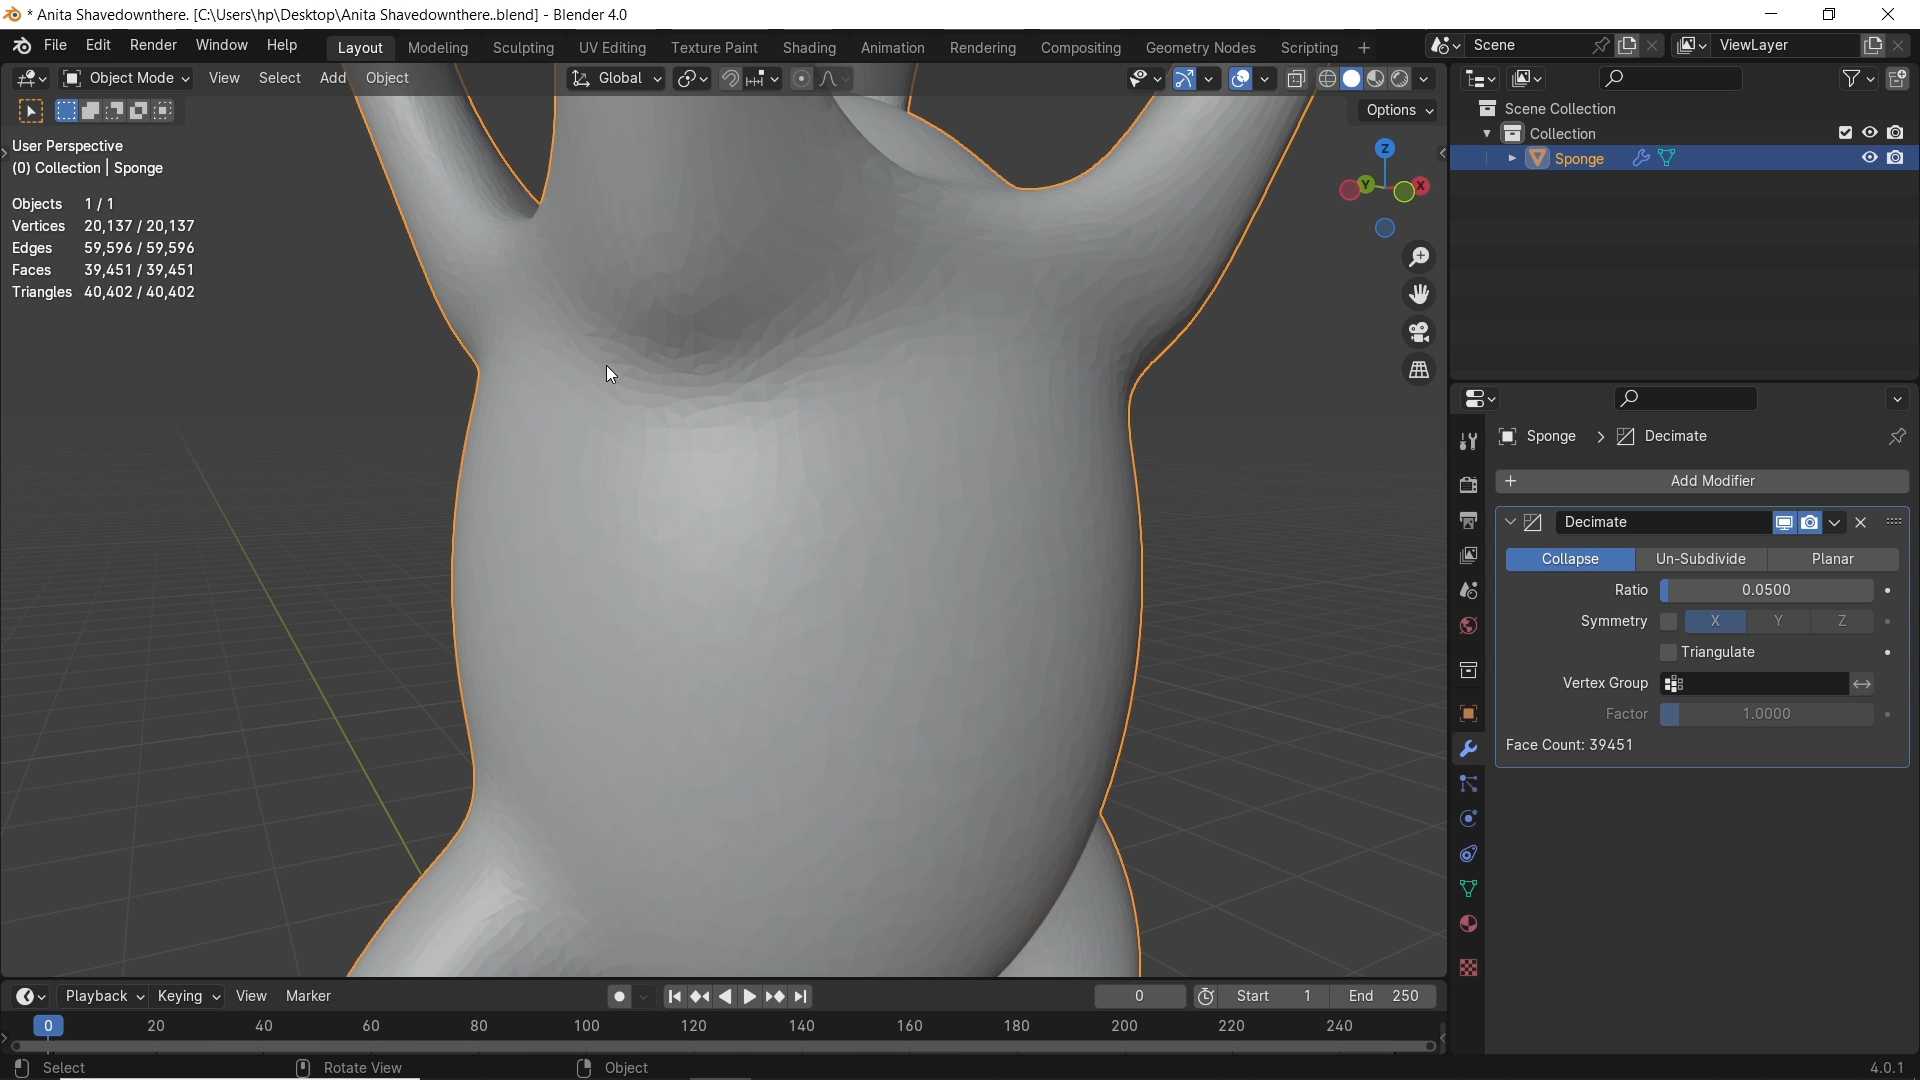 * Anita Shavedownthere. [C:\Users\hp\Desktop\Anita Shavedownthere..blend] - Blender 4.0
File Edit Render Window Help Layout Modeling Sculpting UV Editing Texture Paint Shading Animation Rendering Compositing Geometry Nodes Scripting + Scene ViewLayer
Object Mode View Select Add Object Global
Options
User Perspective
(0) Collection | Sponge
Objects 1 / 1
Vertices 20,137 / 20,137
Edges 59,596 / 59,596
Faces 39,451 / 39,451
Triangles 40,402 / 40,402
Z
Y X
Scene Collection
Collection
Sponge
Sponge > Decimate
+ Add Modifier
Decimate
Collapse Un-Subdivide Planar
Ratio 0.0500
Symmetry X Y Z
Triangulate
Vertex Group
Factor 1.0000
Face Count: 39451
Playback Keying View Marker 0 Start 1 End 250
0 20 40 60 80 100 120 140 160 180 200 220 240
Select Rotate View Object 4.0.1